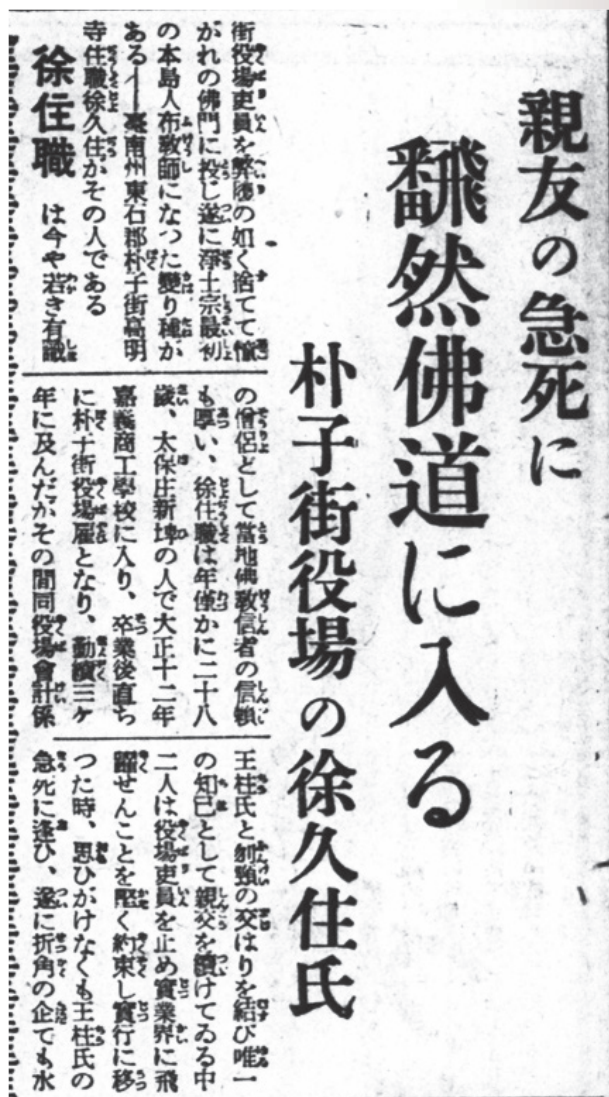 親友の急死に
飜然佛道に入る
朴子街役場の徐久住氏
街役場吏員を弊履の如く捨てて憧
がれの佛門に投じ遂に淨土宗最初
の本島人布敎師になつた變り種が
ある——臺南州東石郡朴子街高明
寺住職徐久住がその人である
徐住職 は今や若き有識
の僧侶として當地佛敎信者の信賴
も厚い、徐住職は年僅かに二十八
歲、太保庄新埤の人で大正十二年
嘉義商工學校に入り、卒業後直ち
に朴子街役場雇となり、勤續三ヶ
年に及んだがその間同役場會計係
王柱氏と刎頸の交はりを結び唯一
の知己として親交を續けてゐる中
二人は役場吏員を止め實業界に飛
躍せんことを堅く約束し實行に移
つた時、思ひがけなくも王柱氏の
急死に逢ひ、遂に折角の企ても水